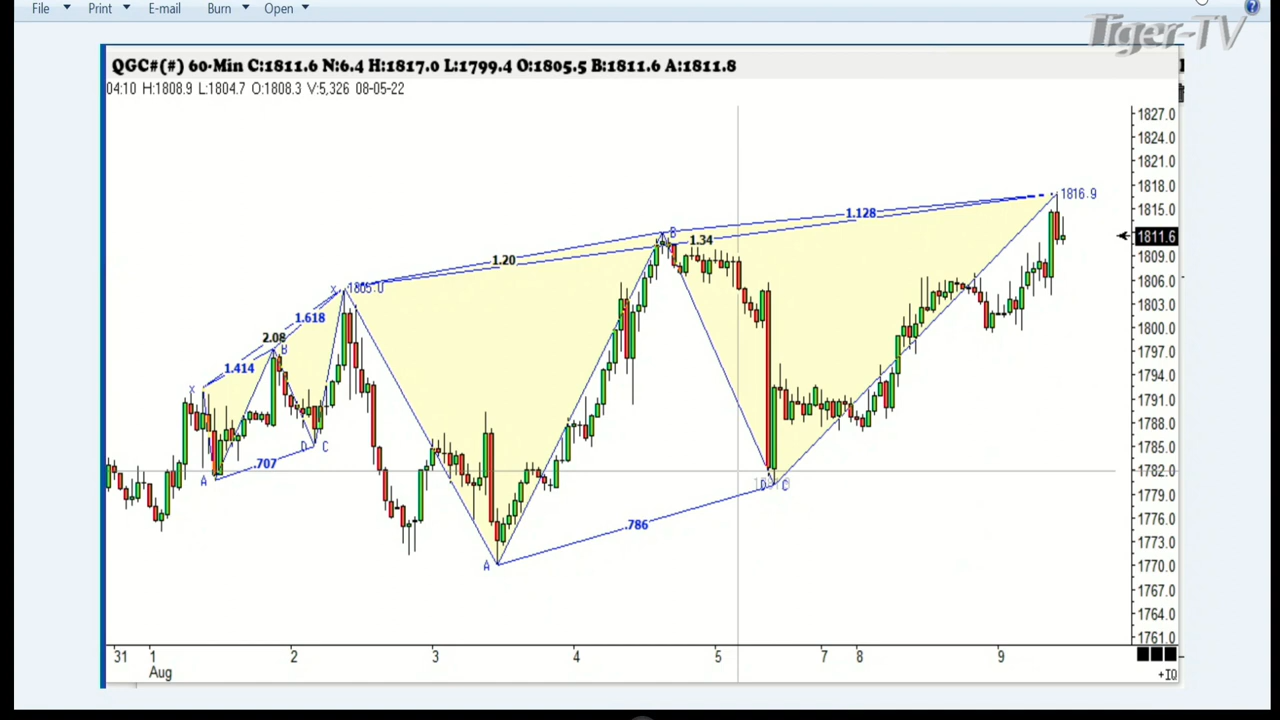 File Print E-mail Burn Open
Tiger-TV
QGC#(#) 60-Min C:1811.6 N:6.4 H:1817.0 L:1799.4 O:1805.5 B:1811.6 A:1811.8
04:10 H:1808.9 L:1804.7 O:1808.3 V:5,326 08-05-22
1827.0
1824.0
1821.0
1818.0
1816.9
1815.0
1.128
B
1.34
1811.6
1809.0
1.20
1806.0
X 1805.0
1803.0
1.618
1800.0
2.08
B
1797.0
1.414
1794.0
X
1791.0
1788.0
D C
1785.0
.707
1782.0
A
D C
1779.0
.786
1776.0
1773.0
A
1770.0
1767.0
1764.0
1761.0
31 1 2 3 4 5 7 8 9
Aug
+IQ